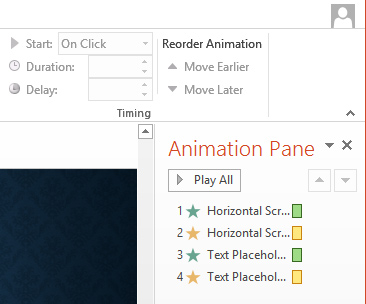 Start: On Click
Reorder Animation
Duration:
Move Earlier
Delay:
Move Later
Timing
Animation Pane
Play All
1 Horizontal Scr...
2 Horizontal Scr...
3 Text Placehol...
4 Text Placehol...